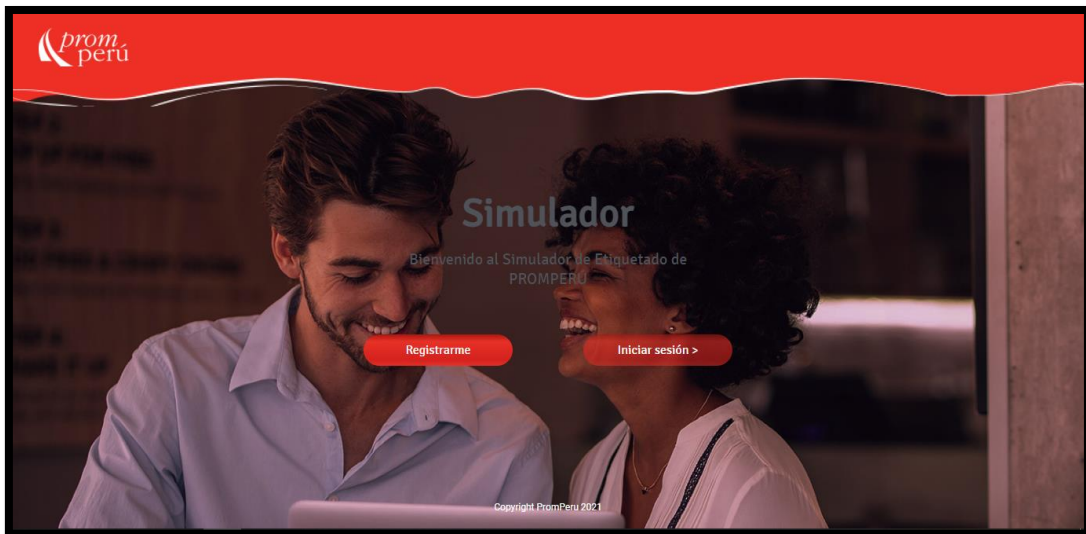 prom
perú
Simulador
Bienvenido al Simulador de Etiquetado de
PROMPERU
Registrarme
Iniciar sesión >
Copyright PromPeru 2021